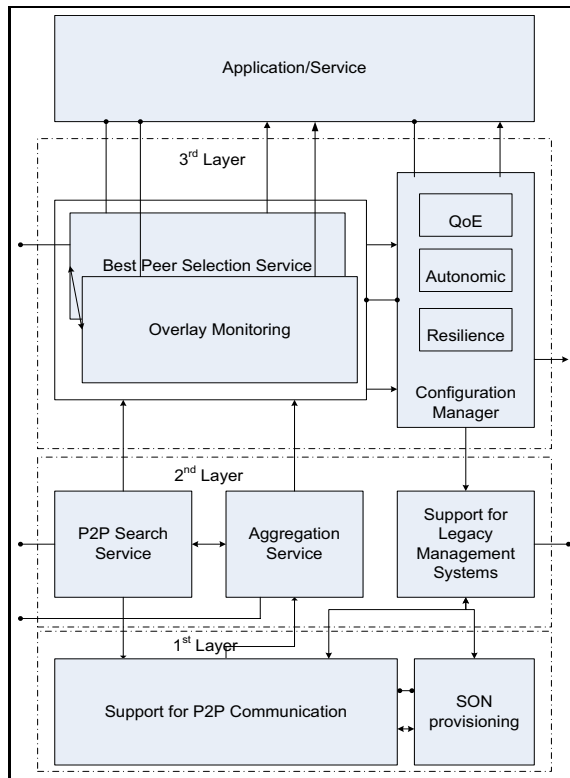 Application/Service
3rd Layer
Best Peer Selection Service
Overlay Monitoring
QoE
Autonomic
Resilience
Configuration
Manager
2nd Layer
P2P Search
Service
Aggregation
Service
Support for
Legacy
Management
Systems
1st Layer
Support for P2P Communication
SON
provisioning